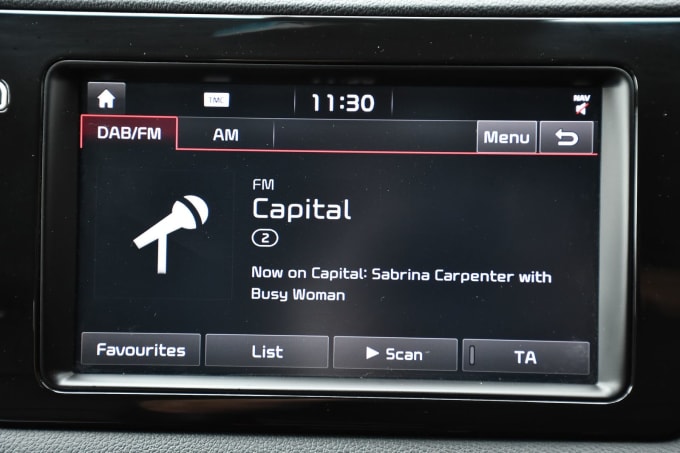 TMC 11:30 NAV
DAB/FM AM Menu
FM
Capital
2
Now on Capital: Sabrina Carpenter with
Busy Woman
Favourites List Scan TA